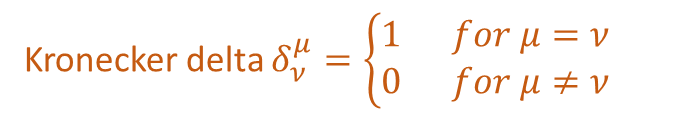 Kronecker delta δ^μ_ν = {1 for μ = ν
0 for μ ≠ ν